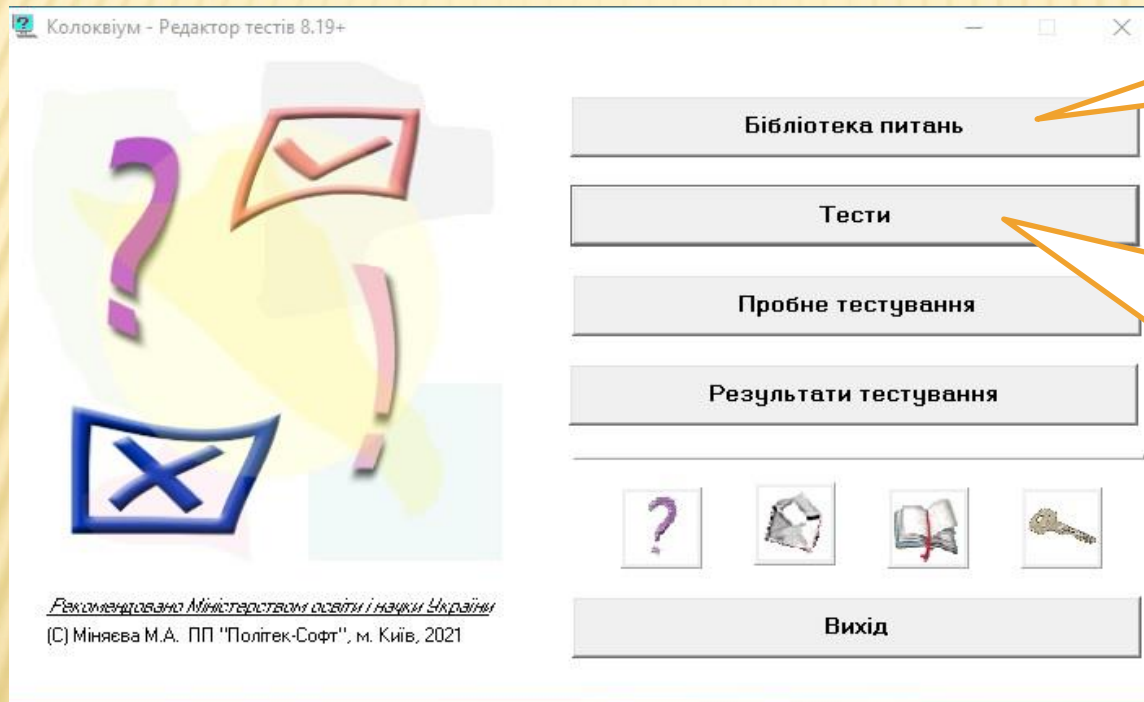 Колоквіум - Редактор тестів 8.19+
Бібліотека питань
Тести
Пробне тестування
Результати тестування
Рекомендовано Міністерством освіти і науки України
(С) Міняєва М.А. ПП "Політек-Софт", м. Київ, 2021
Вихід